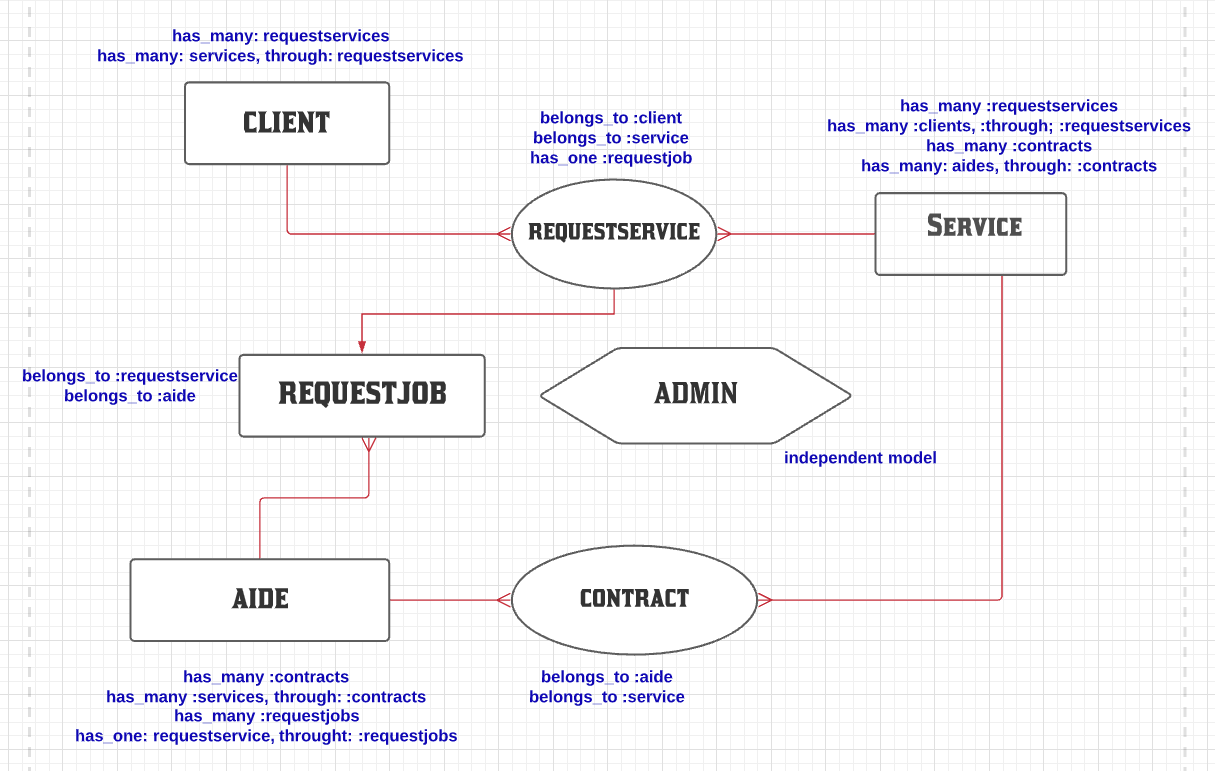 has_many: requestservices
has_many: services, through: requestservices
CLIENT
belongs_to :client
belongs_to :service
has_one :requestjob
REQUESTSERVICE
has_many :requestservices
has_many :clients, :through; :requestservices
has_many :contracts
has_many: aides, through: :contracts
SERVICE
belongs_to :requestservice
belongs_to :aide
REQUESTJOB
ADMIN
independent model
AIDE
CONTRACT
has_many :contracts
has_many :services, through: :contracts
has_many :requestjobs
has_one: requestservice, throught: :requestjobs
belongs_to :aide
belongs_to :service